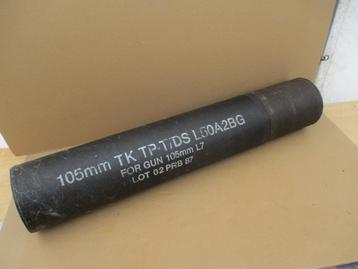 105mm TK TP-T/DS L60A2BG
FOR GUN 105mm L7
LOT 02 PRB 87